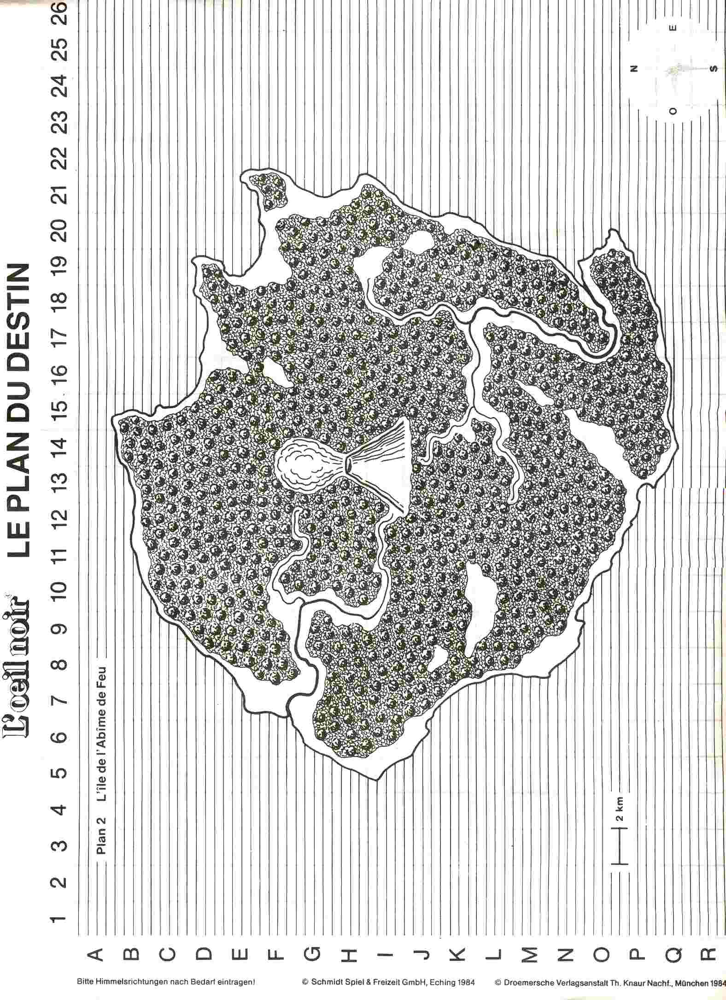 L'oeil noir LE PLAN DU DESTIN
1 2 3 4 5 6 7 8 9 10 11 12 13 14 15 16 17 18 19 20 21 22 23 24 25 26
A
B
C
D
E
F
G
H
I
J
K
L
M
N
O
P
Q
R
Plan 2 L'île de l'Abîme de Feu
2 km
N
O E
S
Bitte Himmelsrichtungen nach Bedarf eintragen!
© Schmidt Spiel & Freizeit GmbH, Eching 1984
© Droemersche Verlagsanstalt Th. Knaur Nachf., München 1984